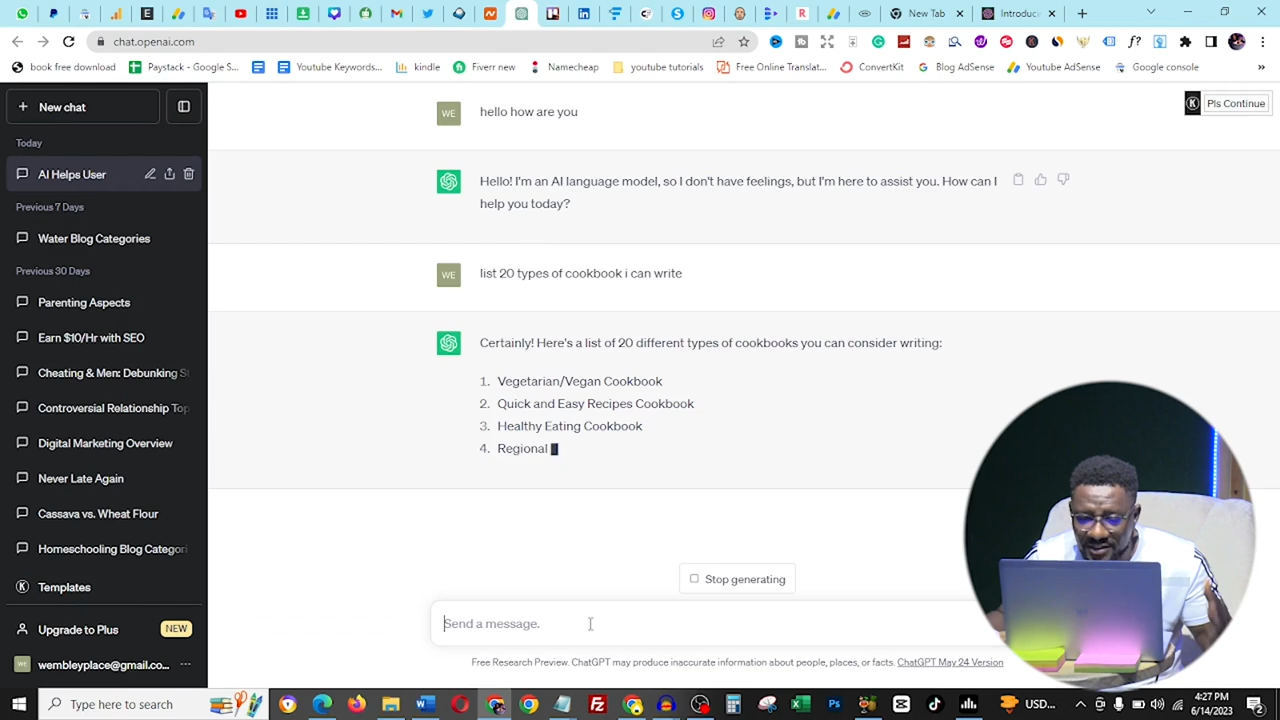 New Tab
Introduc
chat.openai.com
book free download
Paystack - Google S...
Youtube Keywords...
kindle
Fiverr new
Namecheap
youtube tutorials
Free Online Translat...
ConvertKit
Blog AdSense
Youtube AdSense
Google console
New chat
WE
hello how are you
Pls Continue
Today
AI Helps User
Hello! I'm an AI language model, so I don't have feelings, but I'm here to assist you. How can I
help you today?
Previous 7 Days
Water Blog Categories
Previous 30 Days
WE
list 20 types of cookbook i can write
Parenting Aspects
Earn $10/Hr with SEO
Certainly! Here's a list of 20 different types of cookbooks you can consider writing:
Cheating & Men: Debunking St
1. Vegetarian/Vegan Cookbook
Controversial Relationship Top
2. Quick and Easy Recipes Cookbook
3. Healthy Eating Cookbook
Digital Marketing Overview
4. Regional
Never Late Again
Cassava vs. Wheat Flour
Homeschooling Blog Categori
Stop generating
Templates
Upgrade to Plus
NEW
Send a message.
WE
wembleyplace@gmail.co...
Free Research Preview. ChatGPT may produce inaccurate information about people, places, or facts. ChatGPT May 24 Version
Type here to search
USD...
4:27 PM
6/14/2023
2